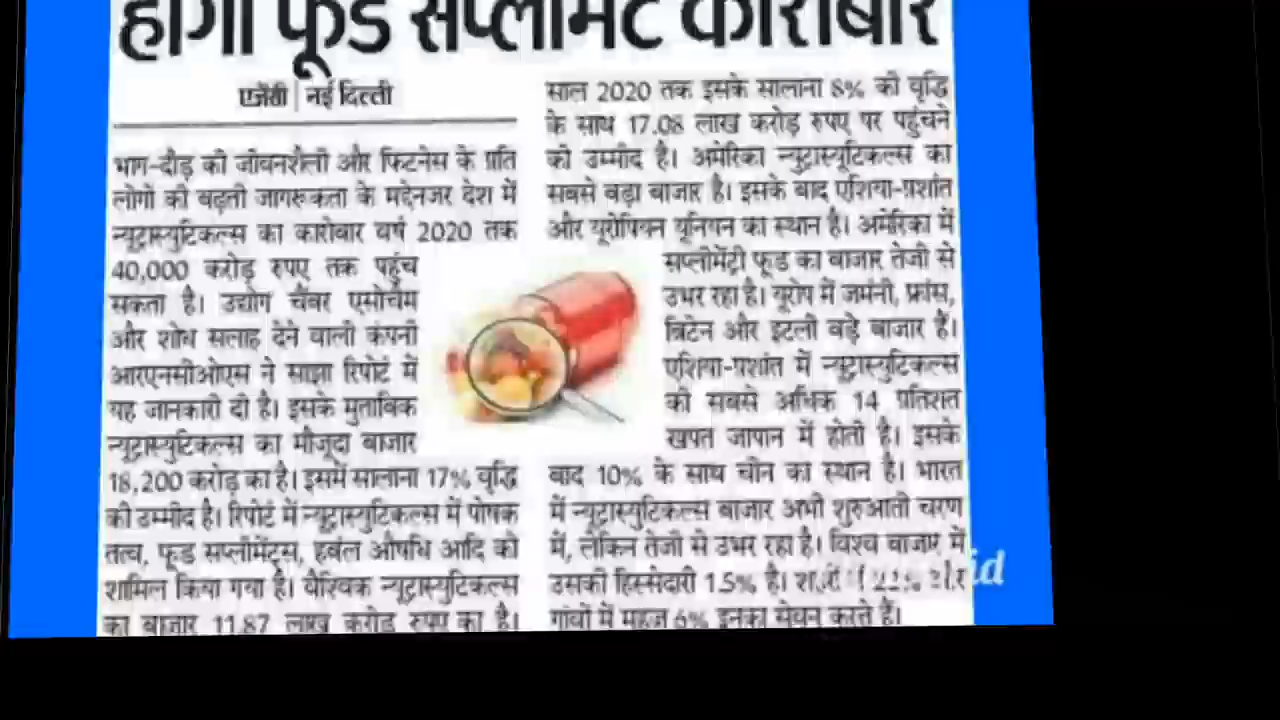 होगा फूड सप्लीमेंट कारोबार
एजेंसी | नई दिल्ली
भाग-दौड़ की जीवनशैली और फिटनेस के प्रति
लोगों की बढ़ती जागरुकता के मद्देनजर देश में
न्यूट्रास्युटिकल्स का कारोबार वर्ष 2020 तक
40,000 करोड़ रुपए तक पहुंच
सकता है। उद्योग चैंबर एसोचैम
और शोध सलाह देने वाली कंपनी
आरएनसीओएस ने साझा रिपोर्ट में
यह जानकारी दी है। इसके मुताबिक
न्यूट्रास्युटिकल्स का मौजूदा बाजार
18,200 करोड़ का है। इसमें सालाना 17% वृद्धि
की उम्मीद है। रिपोर्ट में न्यूट्रास्युटिकल्स में पोषक
तत्व, फूड सप्लीमेंट्स, हर्बल औषधि आदि को
शामिल किया गया है। वैश्विक न्यूट्रास्युटिकल्स
का बाजार 11.87 लाख करोड़ रुपए का है।
साल 2020 तक इसके सालाना 8% की वृद्धि
के साथ 17.08 लाख करोड़ रुपए पर पहुंचने
की उम्मीद है। अमेरिका न्यूट्रास्यूटिकल्स का
सबसे बड़ा बाजार है। इसके बाद एशिया-प्रशांत
और यूरोपियन यूनियन का स्थान है। अमेरिका में
सप्लीमेंट्री फूड का बाजार तेजी से
उभर रहा है। यूरोप में जर्मनी, फ्रांस,
ब्रिटेन और इटली बड़े बाजार हैं।
एशिया-प्रशांत में न्यूट्रास्युटिकल्स
की सबसे अधिक 14 प्रतिशत
खपत जापान में होती है। इसके
बाद 10% के साथ चीन का स्थान है। भारत
में न्यूट्रास्युटिकल्स बाजार अभी शुरुआती चरण
में, लेकिन तेजी से उभर रहा है। विश्व बाजार में
उसकी हिस्सेदारी 1.5% है। 22% और
गांवों में महज 6% इनका सेवन करते हैं।